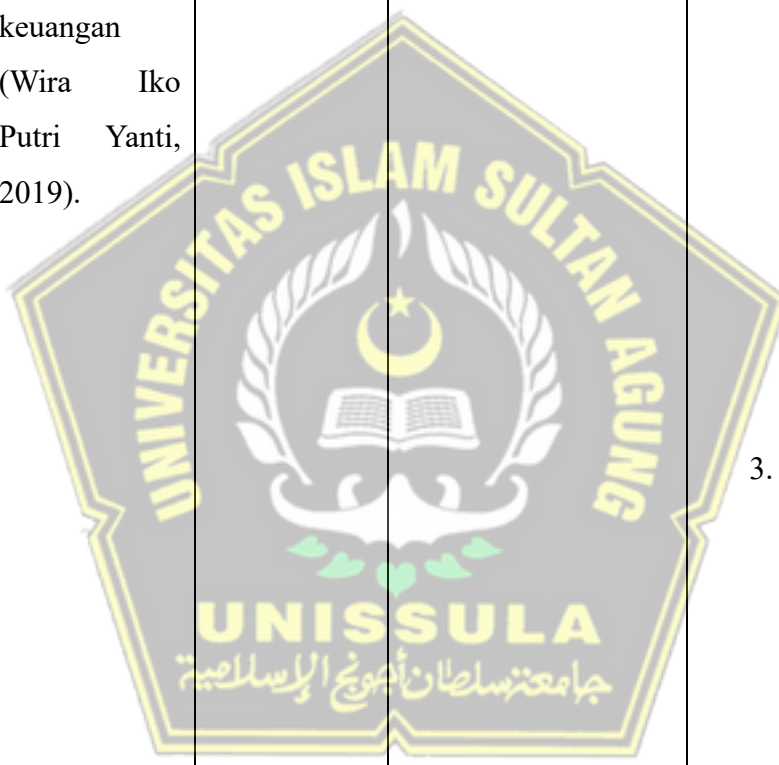 keuangan
(Wira Iko
Putri Yanti,
2019).
UNIVERSITAS ISLAM SULTAN AGUNG
3.
UNISSULA
جامعة سلطان أجونج الإسلامية